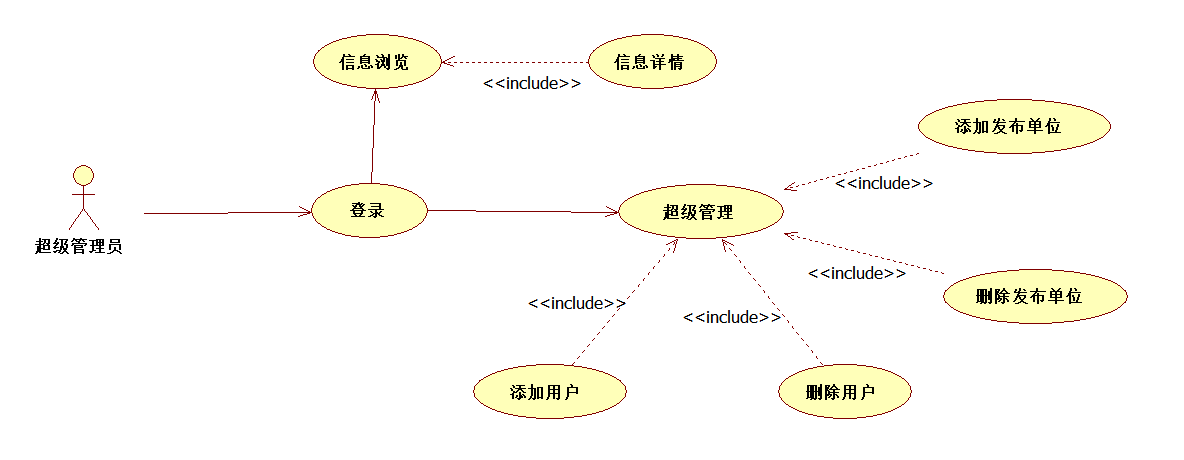 信息浏览
信息详情
<<include>>
添加发布单位
<<include>>
超级管理员
登录
超级管理
<<include>>
删除发布单位
<<include>>
<<include>>
添加用户
删除用户